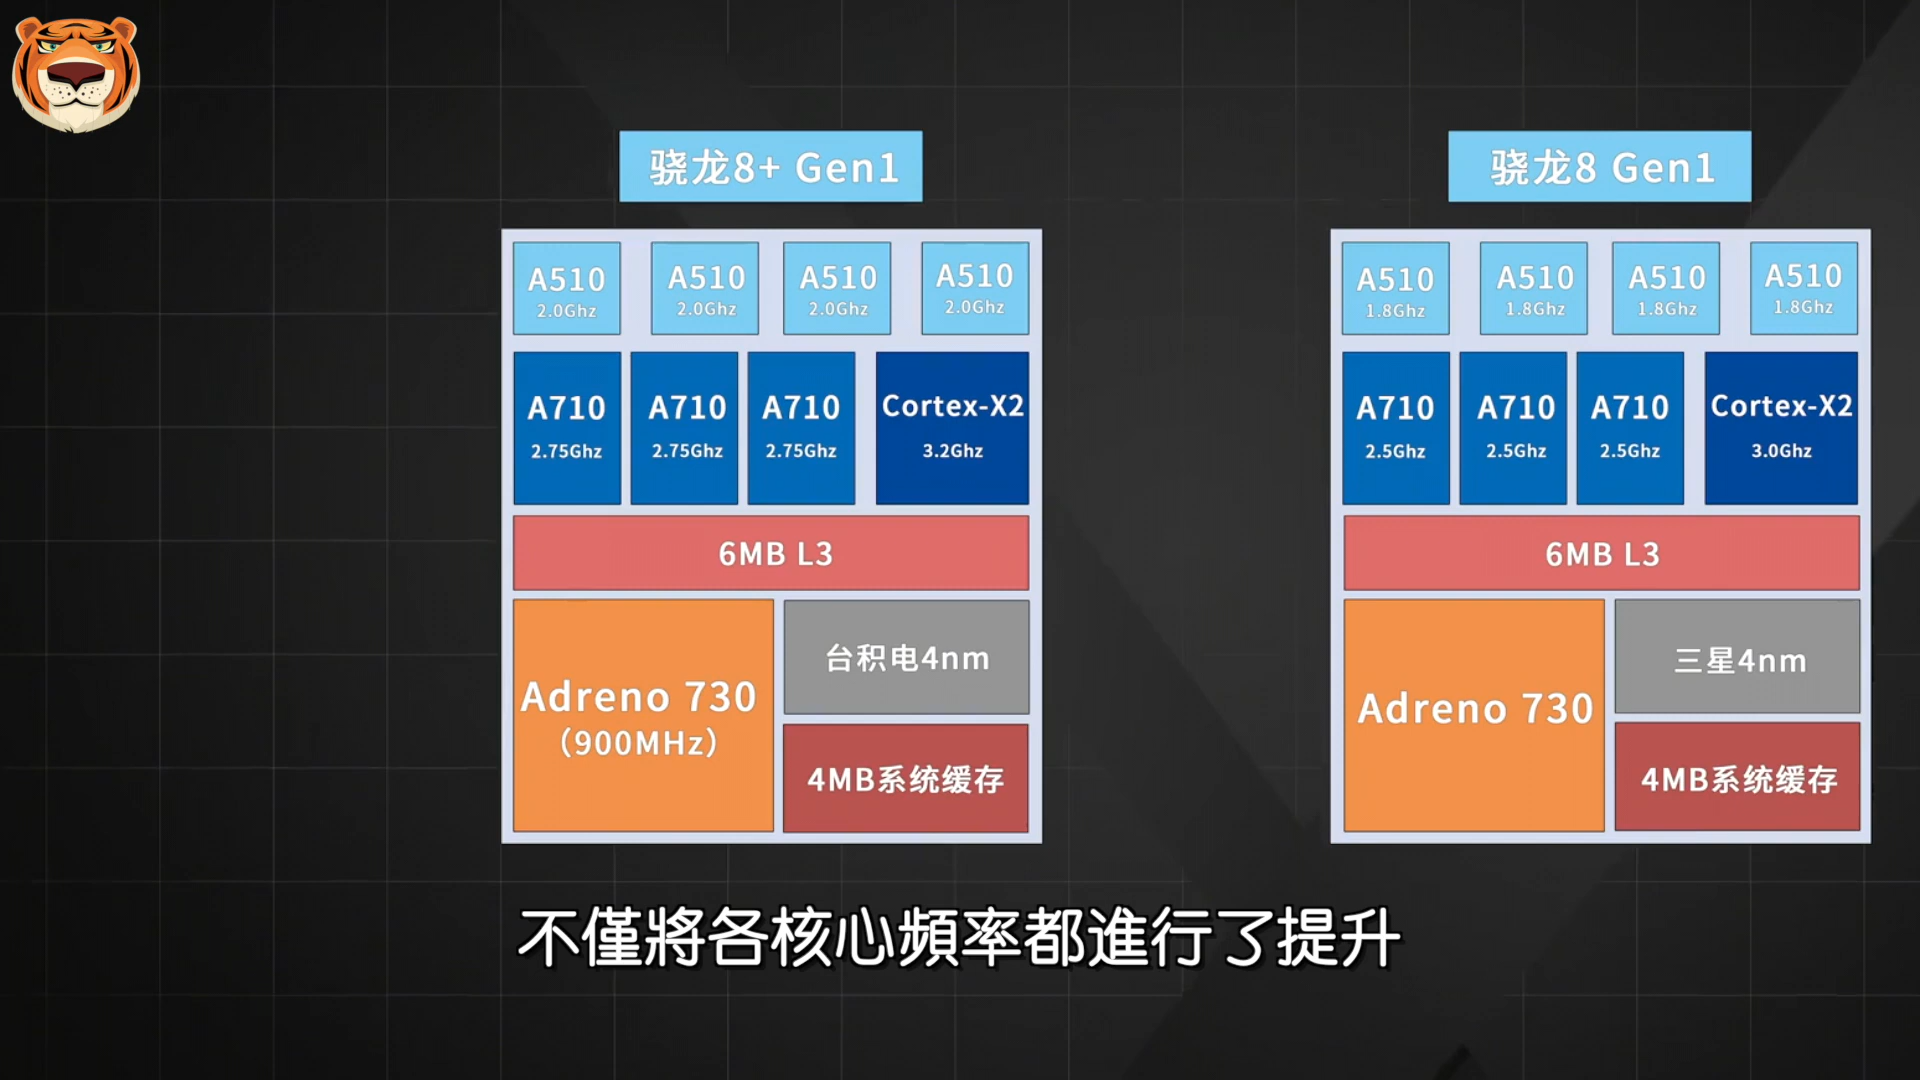 骁龙8+ Gen1
A510
2.0Ghz
A510
2.0Ghz
A510
2.0Ghz
A510
2.0Ghz
A710
2.75Ghz
A710
2.75Ghz
A710
2.75Ghz
Cortex-X2
3.2Ghz
6MB L3
Adreno 730
（900MHz）
台积电4nm
4MB系统缓存
骁龙8 Gen1
A510
1.8Ghz
A510
1.8Ghz
A510
1.8Ghz
A510
1.8Ghz
A710
2.5Ghz
A710
2.5Ghz
A710
2.5Ghz
Cortex-X2
3.0Ghz
6MB L3
Adreno 730
三星4nm
4MB系统缓存
不僅將各核心頻率都進行了提升